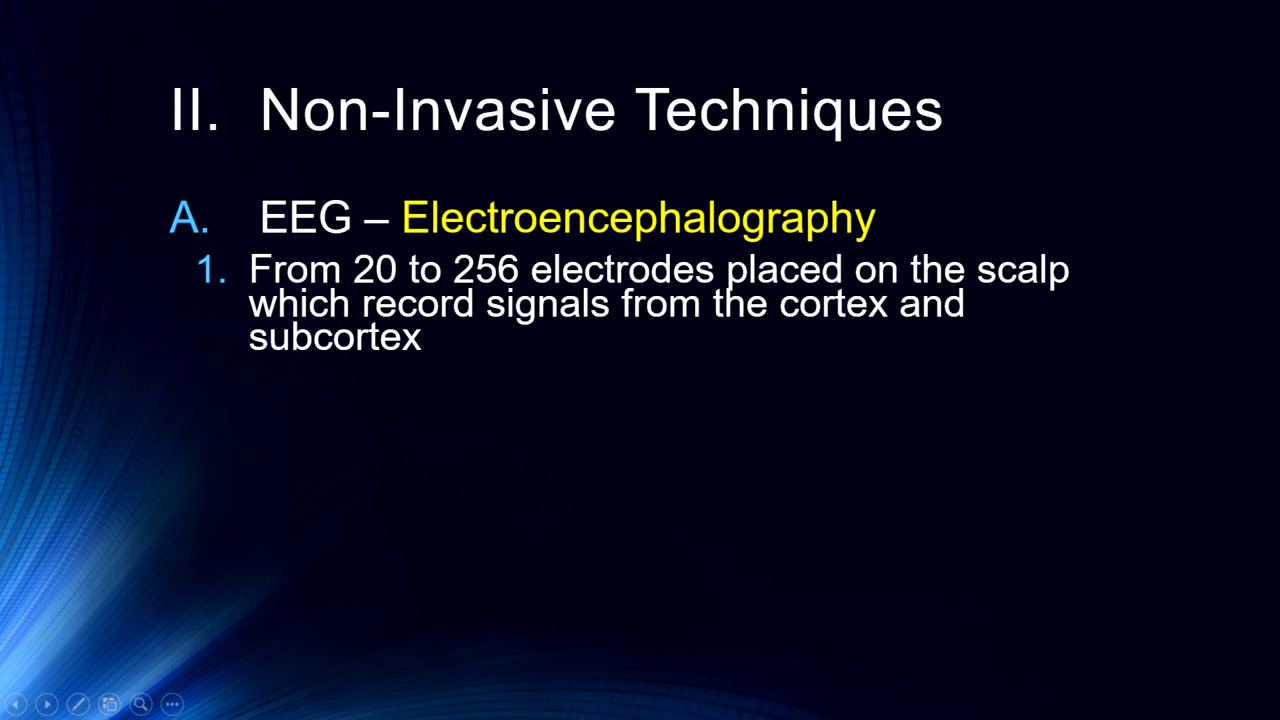 II. Non-Invasive Techniques
A. EEG – Electroencephalography
1. From 20 to 256 electrodes placed on the scalp
which record signals from the cortex and
subcortex